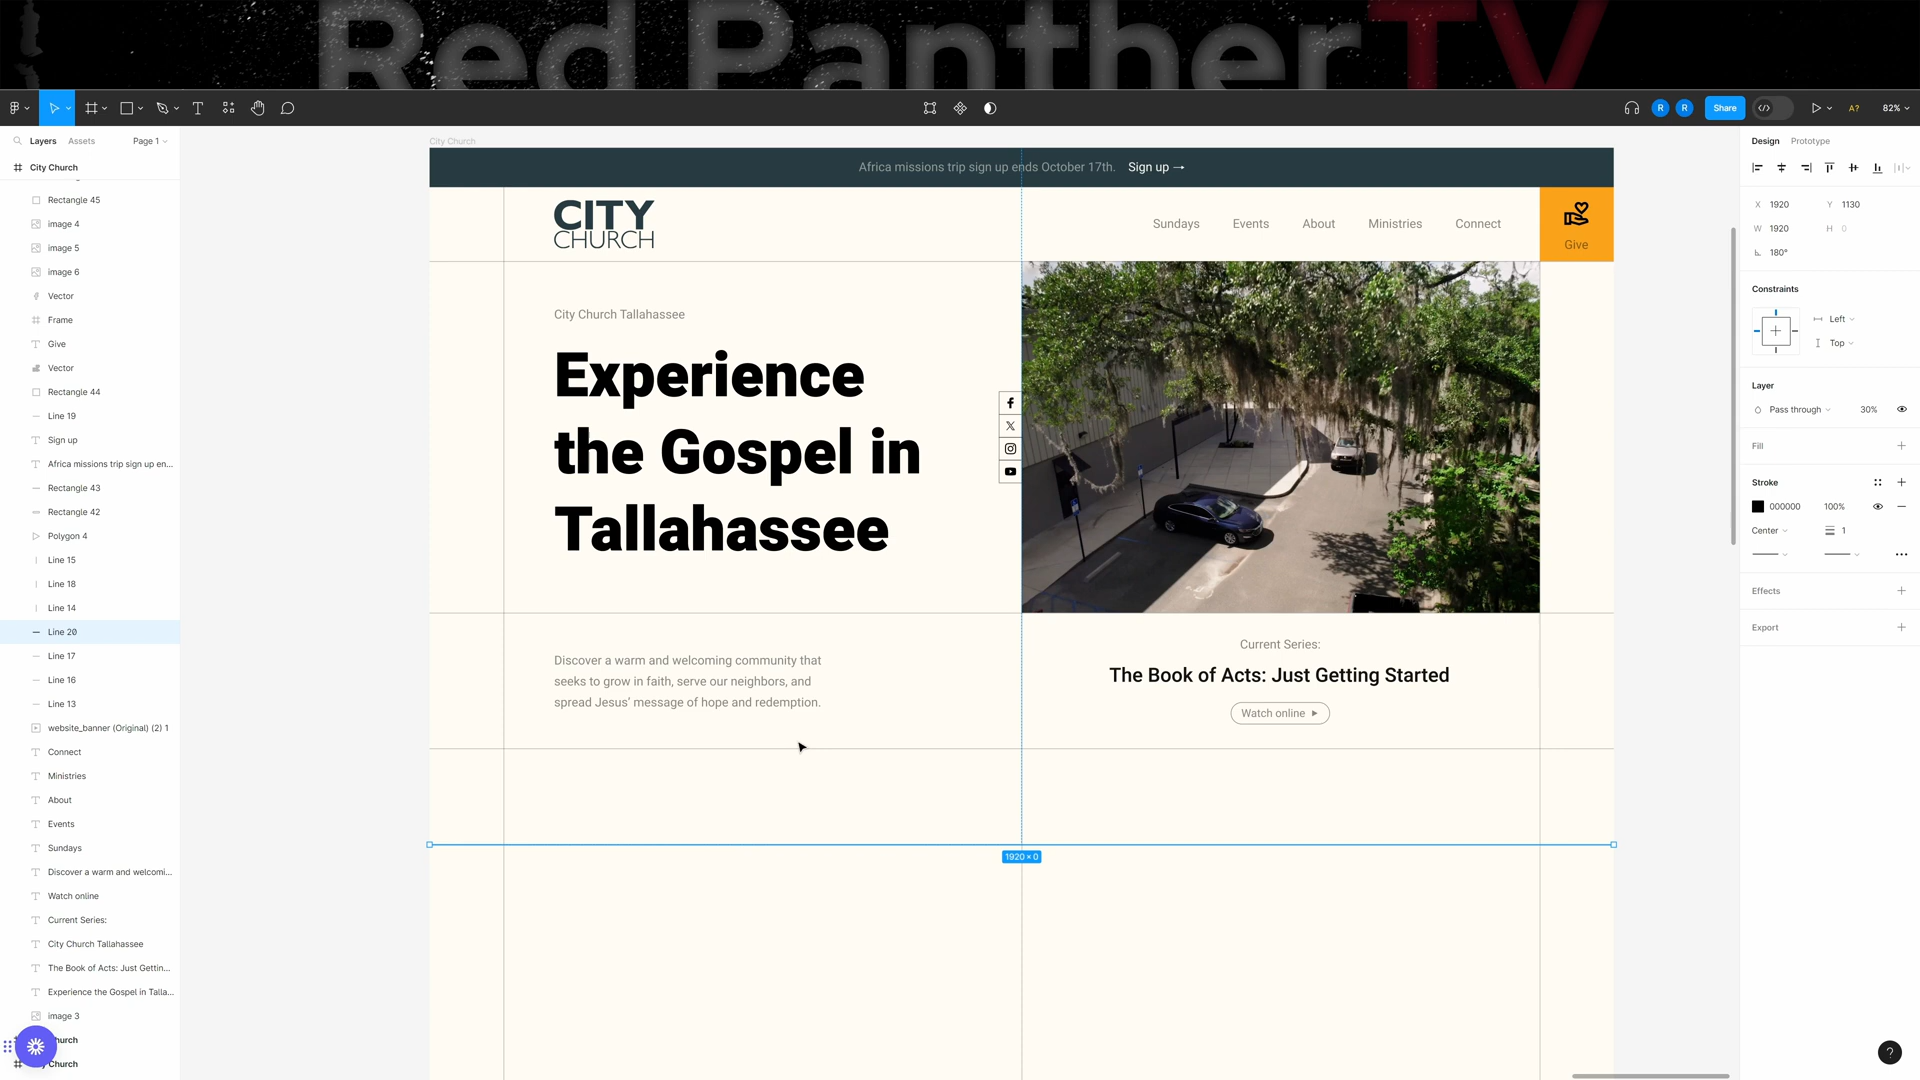 Red PantherTV
Share
A?
82%
Layers
Assets
Page 1
City Church
Rectangle 45
image 4
image 5
image 6
Vector
Frame
Give
Vector
Rectangle 44
Line 19
Sign up
Africa missions trip sign up en...
Rectangle 43
Rectangle 42
Polygon 4
Line 15
Line 18
Line 14
Line 20
Line 17
Line 16
Line 13
website_banner (Original) (2) 1
Connect
Ministries
About
Events
Sundays
Discover a warm and welcomi...
Watch online
Current Series:
City Church Tallahassee
The Book of Acts: Just Gettin...
Experience the Gospel in Talla...
image 3
hurch
Church
City Church
Africa missions trip sign up ends October 17th. Sign up →
CITY
CHURCH
Sundays
Events
About
Ministries
Connect
Give
City Church Tallahassee
Experience
the Gospel in
Tallahassee
Discover a warm and welcoming community that
seeks to grow in faith, serve our neighbors, and
spread Jesus’ message of hope and redemption.
Current Series:
The Book of Acts: Just Getting Started
Watch online
1920 × 0
R
R
Design
Prototype
X 1920
Y 1130
W 1920
H 0
180°
Constraints
Left
Top
Layer
Pass through
30%
Fill
Stroke
000000
100%
Center
1
Effects
Export
?